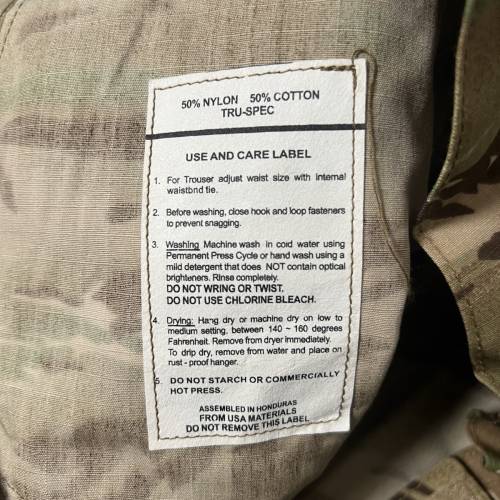 50% NYLON 50% COTTON
TRU-SPEC
USE AND CARE LABEL
1. For Trouser adjust waist size with internal
waistbnd tie.
2. Before washing, close hook and loop fasteners
to prevent snagging.
3. Washing Machine wash in cold water using
Permanent Press Cycle or hand wash using a
mild detergent that does NOT contain optical
brighteners. Rinse completely.
DO NOT WRING OR TWIST.
DO NOT USE CHLORINE BLEACH.
4. Drying: Hang dry or machine dry on low to
medium setting, between 140 ~ 160 degrees
Fahrenheit. Remove from dryer immediately.
To drip dry, remove from water and place on
rust - proof hanger.
5. DO NOT STARCH OR COMMERCIALLY
HOT PRESS.
ASSEMBLED IN HONDURAS
FROM USA MATERIALS
DO NOT REMOVE THIS LABEL